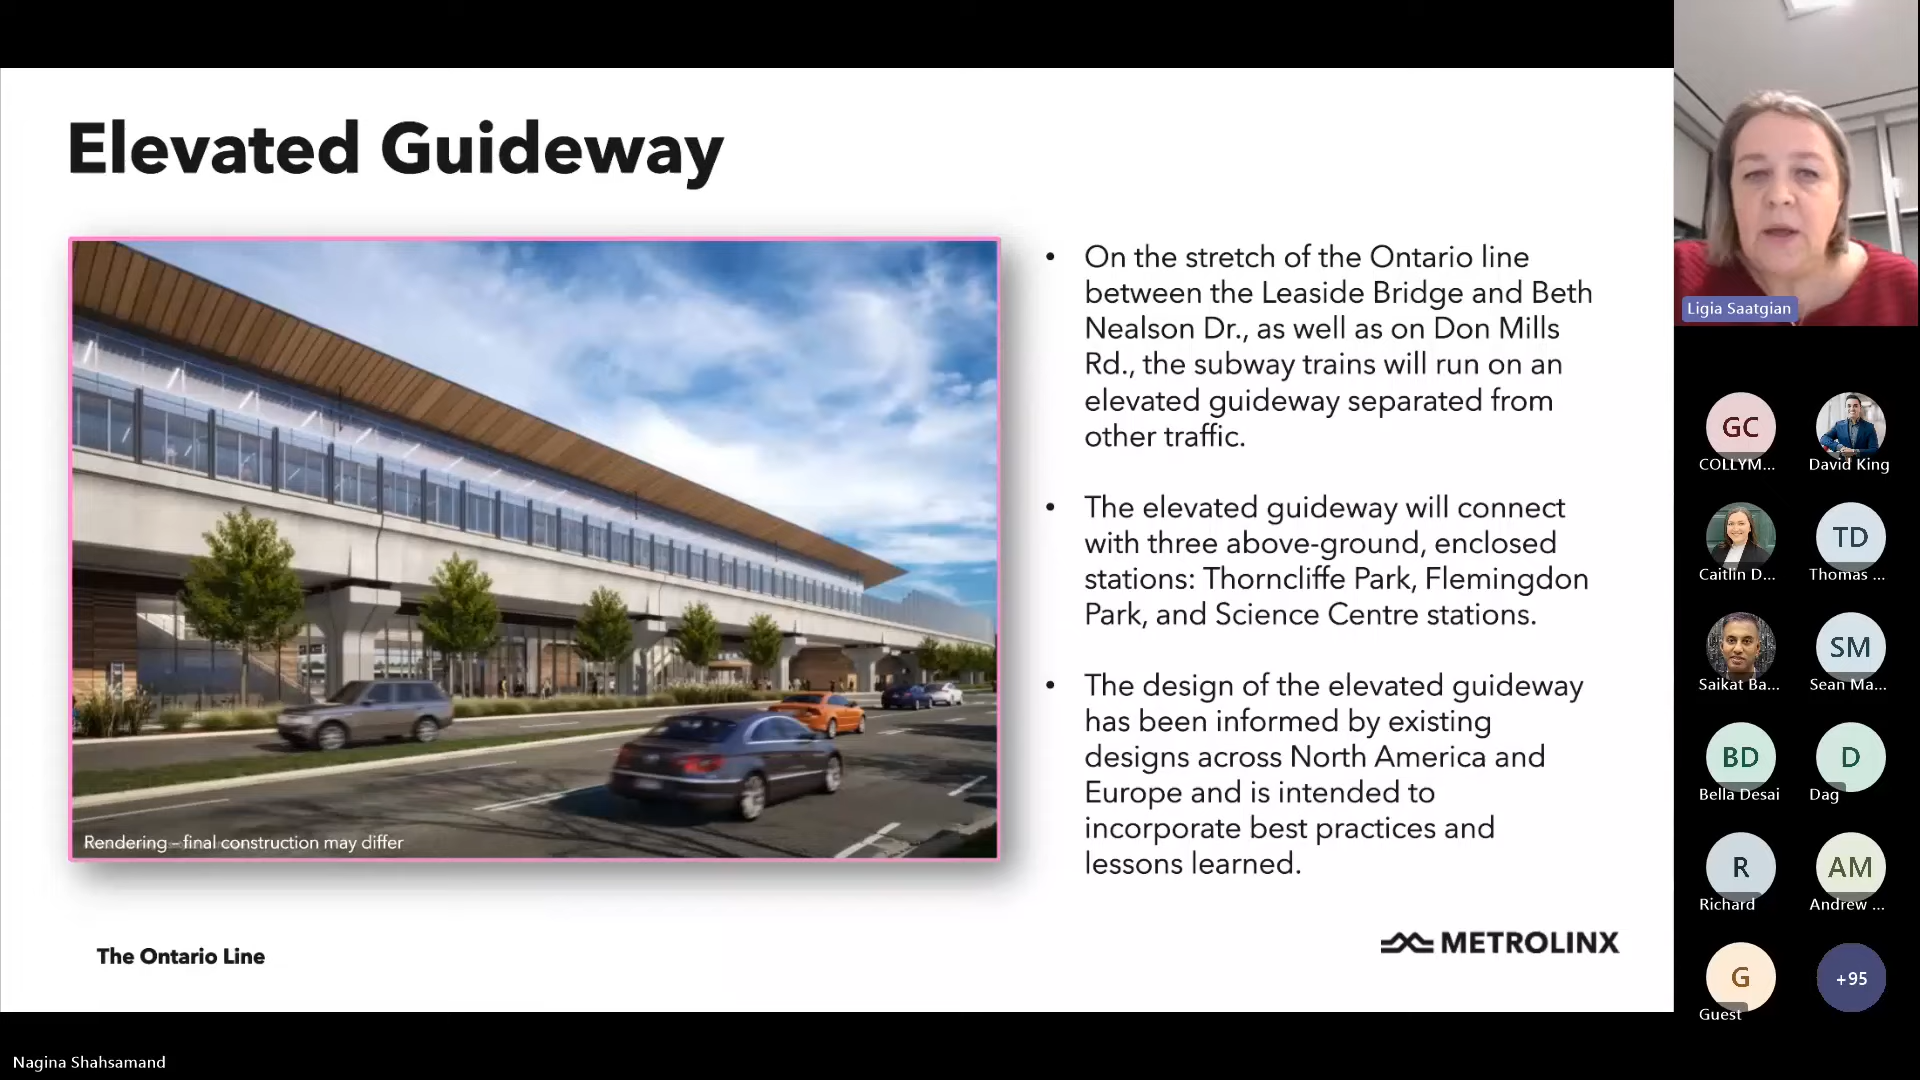 Elevated Guideway
Rendering – final construction may differ
• On the stretch of the Ontario line
between the Leaside Bridge and Beth
Nealson Dr., as well as on Don Mills
Rd., the subway trains will run on an
elevated guideway separated from
other traffic.
• The elevated guideway will connect
with three above-ground, enclosed
stations: Thorncliffe Park, Flemingdon
Park, and Science Centre stations.
• The design of the elevated guideway
has been informed by existing
designs across North America and
Europe and is intended to
incorporate best practices and
lessons learned.
The Ontario Line
METROLINX
Nagina Shahsamand
Ligia Saatgian
GC
COLLYM...
David King
Caitlin D...
TD
Thomas ...
Saikat Ba...
SM
Sean Ma...
BD
Bella Desai
D
Dag
R
Richard
AM
Andrew ...
G
Guest
+95